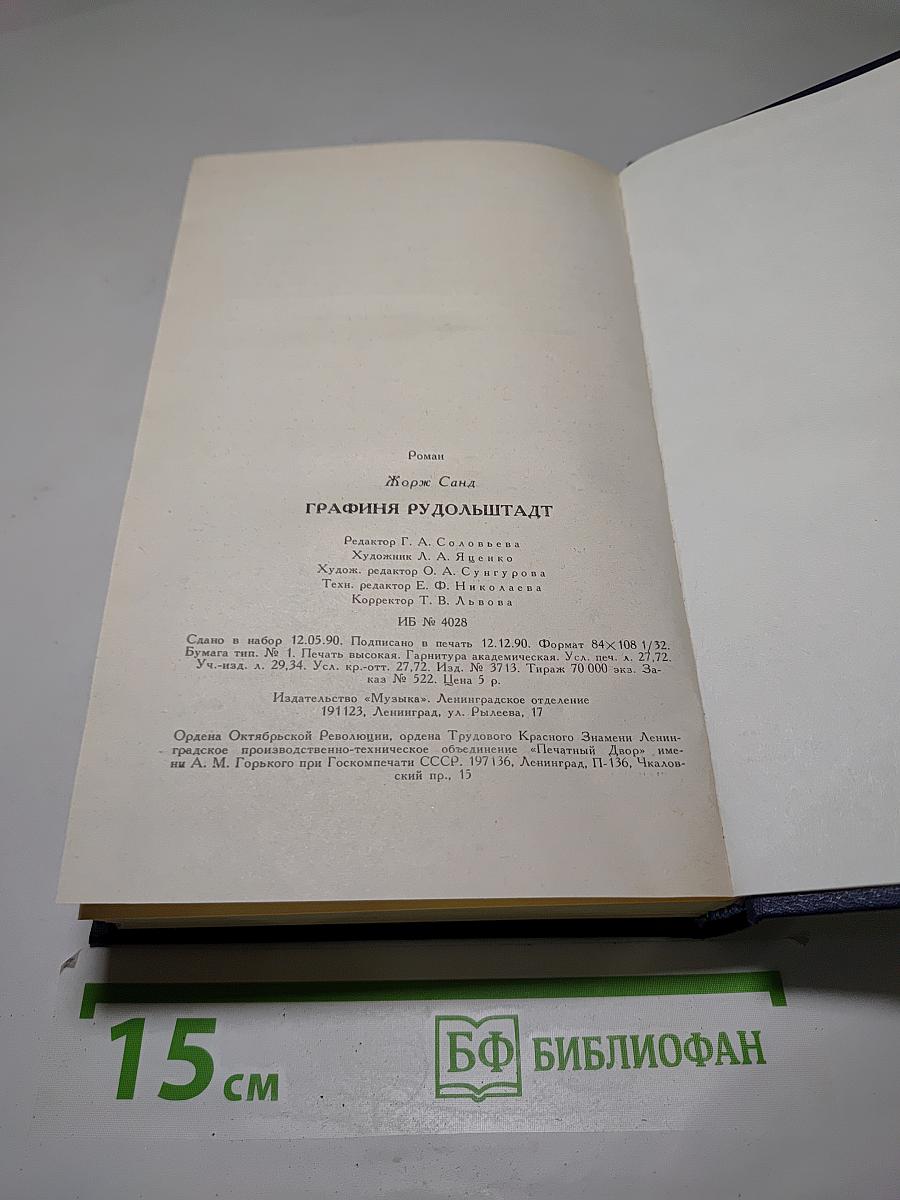 Роман
Жорж Санд
ГРАФИНЯ РУДОЛЬШТАДТ
Редактор Г. А. Соловьева
Художник Л. А. Яценко
Худож. редактор О. А. Сунгурова
Техн. редактор Е. Ф. Николаева
Корректор Т. В. Львова
ИБ № 4028
Сдано в набор 12.05.90. Подписано в печать 12.12.90. Формат 84×108 1/32.
Бумага тип. № 1. Печать высокая. Гарнитура академическая. Усл. печ. л. 27,72.
Уч.-изд. л. 29,34. Усл. кр.-отт. 27,72. Изд. № 3713. Тираж 70 000 экз. За-
каз № 522. Цена 5 р.
Издательство «Музыка». Ленинградское отделение
191123, Ленинград, ул. Рылеева, 17
Ордена Октябрьской Революции, ордена Трудового Красного Знамени Ленин-
градское производственно-техническое объединение «Печатный Двор» име-
ни А. М. Горького при Госкомпечати СССР. 197136, Ленинград, П-136, Чкалов-
ский пр., 15
15 см
БФ БИБЛИОФАН